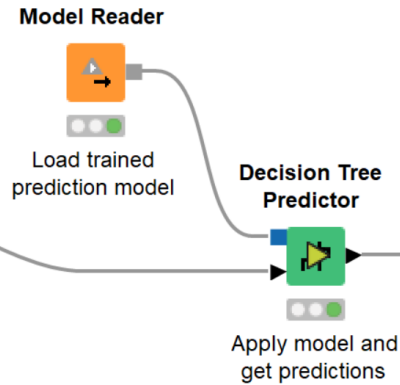 Model Reader
Load trained
prediction model
Decision Tree
Predictor
Apply model and
get predictions